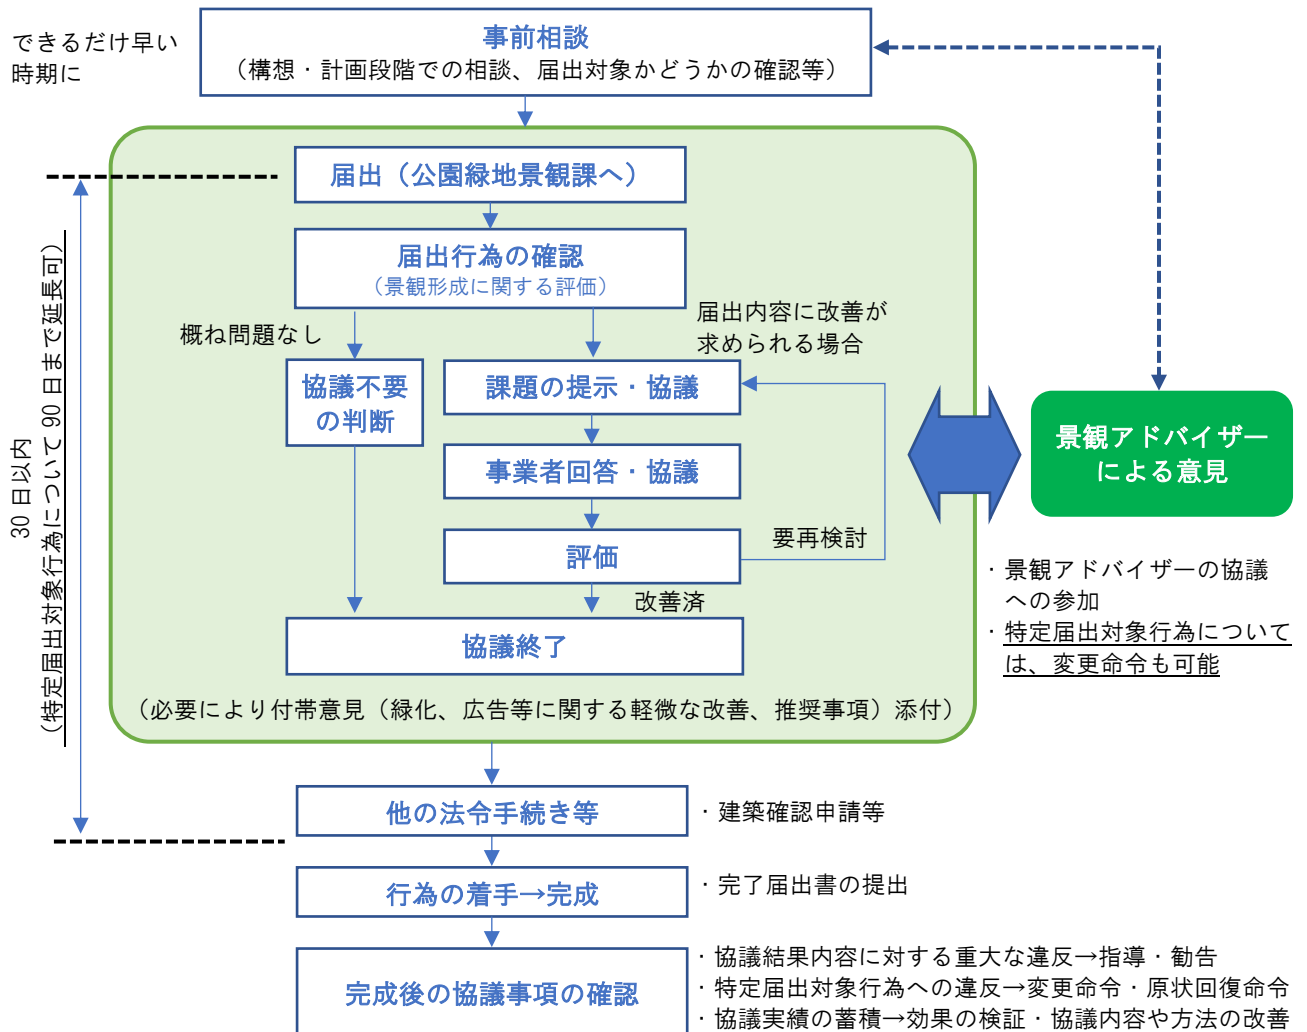 できるだけ早い
時期に
事前相談
（構想・計画段階での相談、届出対象かどうかの確認等）
届出（公園緑地景観課へ）
届出行為の確認
（景観形成に関する評価）
概ね問題なし
届出内容に改善が
求められる場合
協議不要
の判断
課題の提示・協議
事業者回答・協議
評価
要再検討
改善済
協議終了
（必要により付帯意見（緑化、広告等に関する軽微な改善、推奨事項）添付）
30 日以内
（特定届出対象行為について 90 日まで延長可）
景観アドバイザー
による意見
・景観アドバイザーの協議
への参加
・特定届出対象行為について
は、変更命令も可能
他の法令手続き等
・建築確認申請等
行為の着手→完成
・完了届出書の提出
完成後の協議事項の確認
・協議結果内容に対する重大な違反→指導・勧告
・特定届出対象行為への違反→変更命令・原状回復命令
・協議実績の蓄積→効果の検証・協議内容や方法の改善